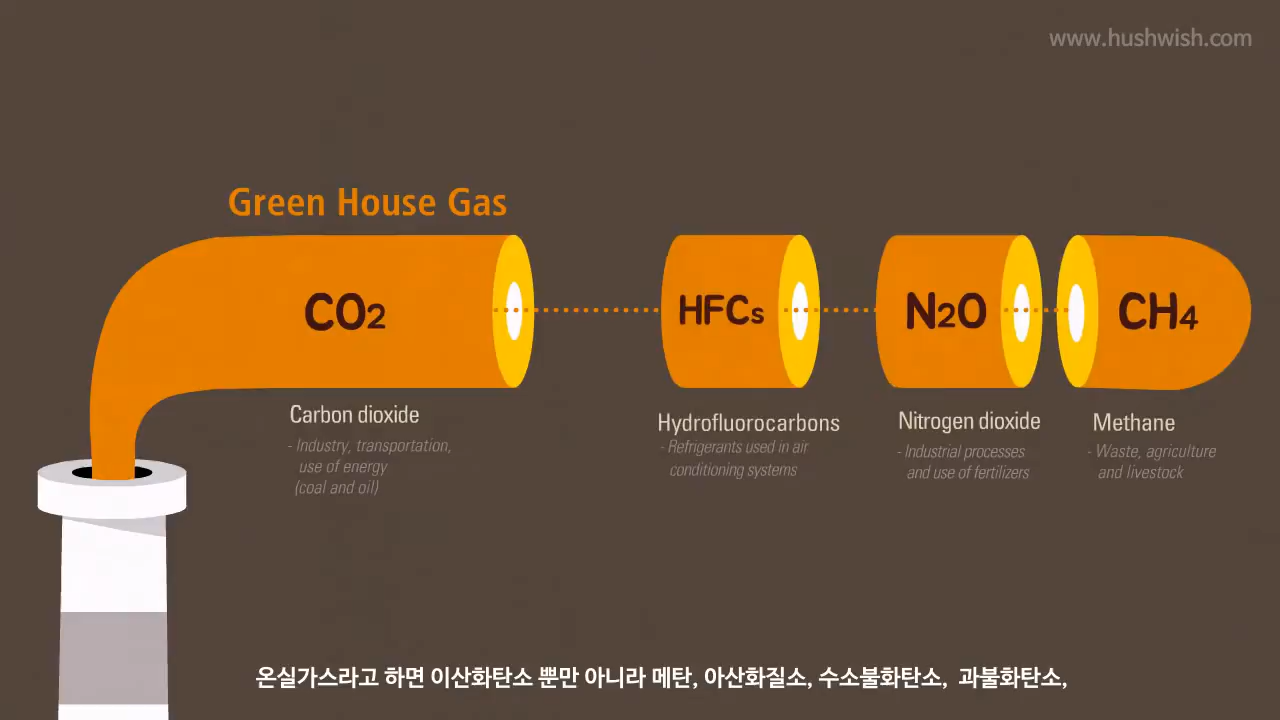 www.hushwish.com
Green House Gas
CO2
HFCs
N2O
CH4
Carbon dioxide
- Industry, transportation,
use of energy
(coal and oil)
Hydrofluorocarbons
- Refrigerants used in air
conditioning systems
Nitrogen dioxide
- Industrial processes
and use of fertilizers
Methane
- Waste, agriculture
and livestock
온실가스라고 하면 이산화탄소 뿐만 아니라 메탄, 아산화질소, 수소불화탄소, 과불화탄소,